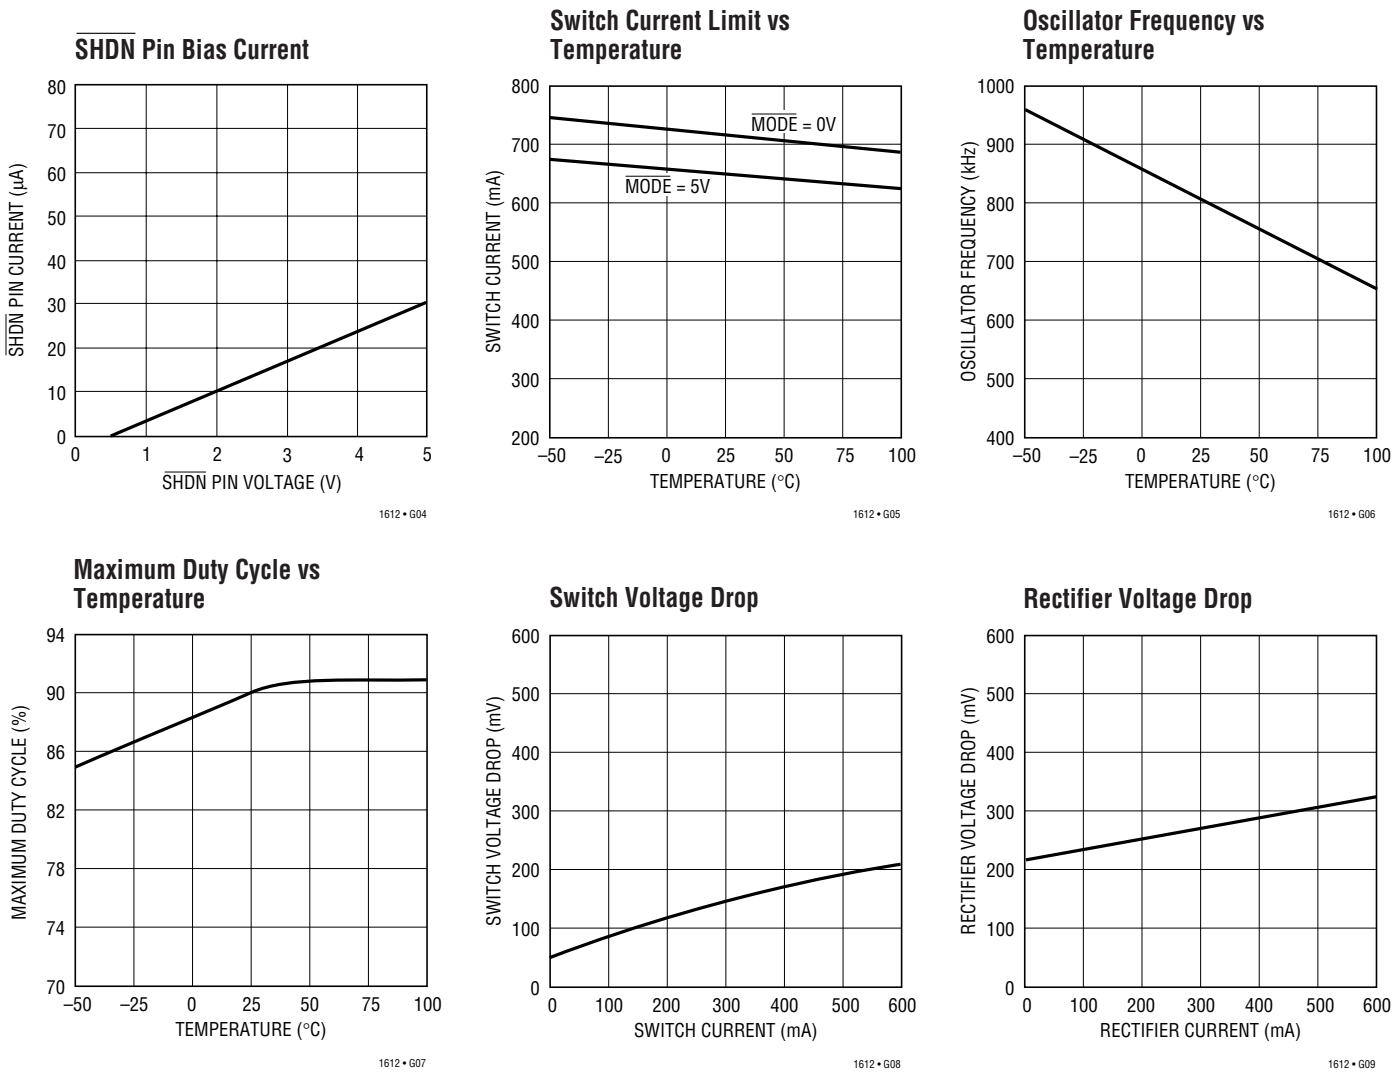 SHDN Pin Bias Current
80
70
60
50
40
30
20
10
0
SHDN PIN CURRENT (µA)
0 1 2 3 4 5
SHDN PIN VOLTAGE (V)
1612 • G04
Switch Current Limit vs
Temperature
800
700
600
500
400
300
200
SWITCH CURRENT (mA)
MODE = 0V
MODE = 5V
–50 –25 0 25 50 75 100
TEMPERATURE (°C)
1612 • G05
Oscillator Frequency vs
Temperature
1000
900
800
700
600
500
400
OSCILLATOR FREQUENCY (kHz)
–50 –25 0 25 50 75 100
TEMPERATURE (°C)
1612 • G06
Maximum Duty Cycle vs
Temperature
94
90
86
82
78
74
70
MAXIMUM DUTY CYCLE (%)
–50 –25 0 25 50 75 100
TEMPERATURE (°C)
1612 • G07
Switch Voltage Drop
600
500
400
300
200
100
0
SWITCH VOLTAGE DROP (mV)
0 100 200 300 400 500 600
SWITCH CURRENT (mA)
1612 • G08
Rectifier Voltage Drop
600
500
400
300
200
100
0
RECTIFIER VOLTAGE DROP (mV)
0 100 200 300 400 500 600
RECTIFIER CURRENT (mA)
1612 • G09